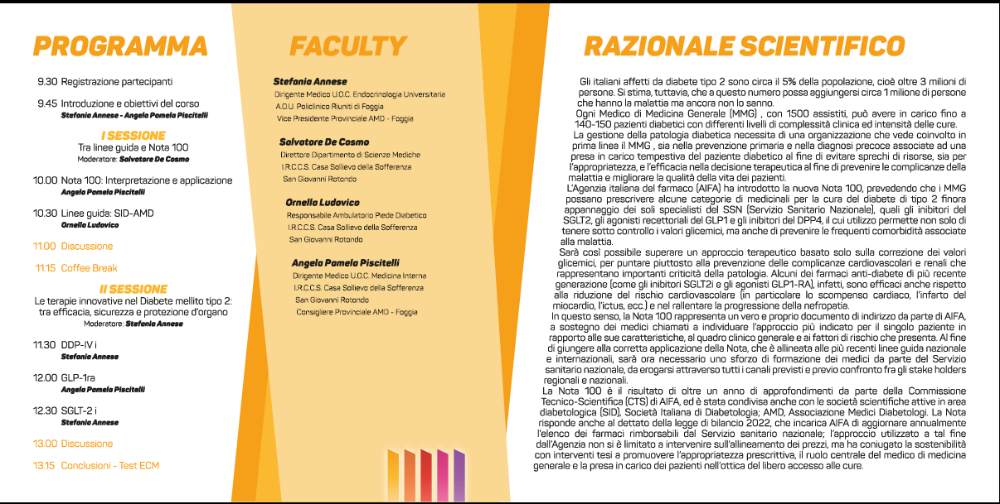 PROGRAMMA
9.30 Registrazione partecipanti
9.45 Introduzione e obiettivi del corso
Stefania Annese - Angela Pamela Piscitelli
I SESSIONE
Tra linee guida e Nota 100
Moderatore: Salvatore De Cosmo
10.00 Nota 100: Interpretazione e applicazione
Angela Pamela Piscitelli
10.30 Linee guida: SID-AMD
Ornella Ludovico
11.00 Discussione
11.15 Coffee Break
II SESSIONE
Le terapie innovative nel Diabete mellito tipo 2:
tra efficacia, sicurezza e protezione d'organo
Moderatore: Stefania Annese
11.30 DDP-IV i
Stefania Annese
12.00 GLP-1ra
Angela Pamela Piscitelli
12.30 SGLT-2 i
Stefania Annese
13.00 Discussione
13.15 Conclusioni - Test ECM
FACULTY
Stefania Annese
Dirigente Medico U.O.C. Endocrinologia Universitaria
A.O.U. Policlinico Riuniti di Foggia
Vice Presidente Provinciale AMD - Foggia
Salvatore De Cosmo
Direttore Dipartimento di Scienze Mediche
I.R.C.C.S. Casa Sollievo della Sofferenza
San Giovanni Rotondo
Ornella Ludovico
Responsabile Ambulatorio Piede Diabetico
I.R.C.C.S. Casa Sollievo della Sofferenza
San Giovanni Rotondo
Angela Pamela Piscitelli
Dirigente Medico U.O.C. Medicina Interna
I.R.C.C.S. Casa Sollievo della Sofferenza
San Giovanni Rotondo
Consigliere Provinciale AMD - Foggia
RAZIONALE SCIENTIFICO
Gli italiani affetti da diabete tipo 2 sono circa il 5% della popolazione, cioè oltre 3 milioni di
persone. Si stima, tuttavia, che a questo numero possa aggiungersi circa 1 milione di persone
che hanno la malattia ma ancora non lo sanno.
Ogni Medico di Medicina Generale (MMG) , con 1500 assistiti, può avere in carico fino a
140-150 pazienti diabetici con differenti livelli di complessità clinica ed intensità delle cure.
La gestione della patologia diabetica necessita di una organizzazione che vede coinvolto in
prima linea il MMG , sia nella prevenzione primaria e nella diagnosi precoce associate ad una
presa in carico tempestiva del paziente diabetico al fine di evitare sprechi di risorse, sia per
l'appropriatezza, e l'efficacia nella decisione terapeutica al fine di prevenire le complicanze della
malattia e migliorare la qualità della vita dei pazienti.
L'Agenzia italiana del farmaco (AIFA) ha introdotto la nuova Nota 100, prevedendo che i MMG
possano prescrivere alcune categorie di medicinali per la cura del diabete di tipo 2 finora
appannaggio dei soli specialisti del SSN (Servizio Sanitario Nazionale), quali gli inibitori del
SGLT2, gli agonisti recettoriali del GLP1 e gli inibitori del DPP4, il cui utilizzo permette non solo di
tenere sotto controllo i valori glicemici, ma anche di prevenire le frequenti comorbidità associate
alla malattia.
Sarà così possibile superare un approccio terapeutico basato solo sulla correzione dei valori
glicemici, per puntare piuttosto alla prevenzione delle complicanze cardiovascolari e renali che
rappresentano importanti criticità della patologia. Alcuni dei farmaci anti-diabete di più recente
generazione (come gli inibitori SGLT2i e gli agonisti GLP1-RA), infatti, sono efficaci anche rispetto
alla riduzione del rischio cardiovascolare (in particolare lo scompenso cardiaco, l'infarto del
miocardio, l'ictus, ecc.) e nel rallentare la progressione della nefropatia.
In questo senso, la Nota 100 rappresenta un vero e proprio documento di indirizzo da parte di AIFA,
a sostegno dei medici chiamati a individuare l'approccio più indicato per il singolo paziente in
rapporto alle sue caratteristiche, al quadro clinico generale e ai fattori di rischio che presenta. Al fine
di giungere alla corretta applicazione della Nota, che è allineata alle più recenti linee guida nazionale
e internazionali, sarà ora necessario uno sforzo di formazione dei medici da parte del Servizio
sanitario nazionale, da erogarsi attraverso tutti i canali previsti e previo confronto fra gli stake holders
regionali e nazionali.
La Nota 100 è il risultato di oltre un anno di approfondimenti da parte della Commissione
Tecnico-Scientifica (CTS) di AIFA, ed è stata condivisa anche con le società scientifiche attive in area
diabetologica (SID), Società Italiana di Diabetologia; AMD, Associazione Medici Diabetologi. La Nota
risponde anche al dettato della legge di bilancio 2022, che incarica AIFA di aggiornare annualmente
l'elenco dei farmaci rimborsabili dal Servizio sanitario nazionale; l'approccio utilizzato a tal fine
dall'Agenzia non si è limitato a intervenire sull'allineamento dei prezzi, ma ha coniugato la sostenibilità
con interventi tesi a promuovere l'appropriatezza prescrittiva, il ruolo centrale del medico di medicina
generale e la presa in carico dei pazienti nell'ottica del libero accesso alle cure.